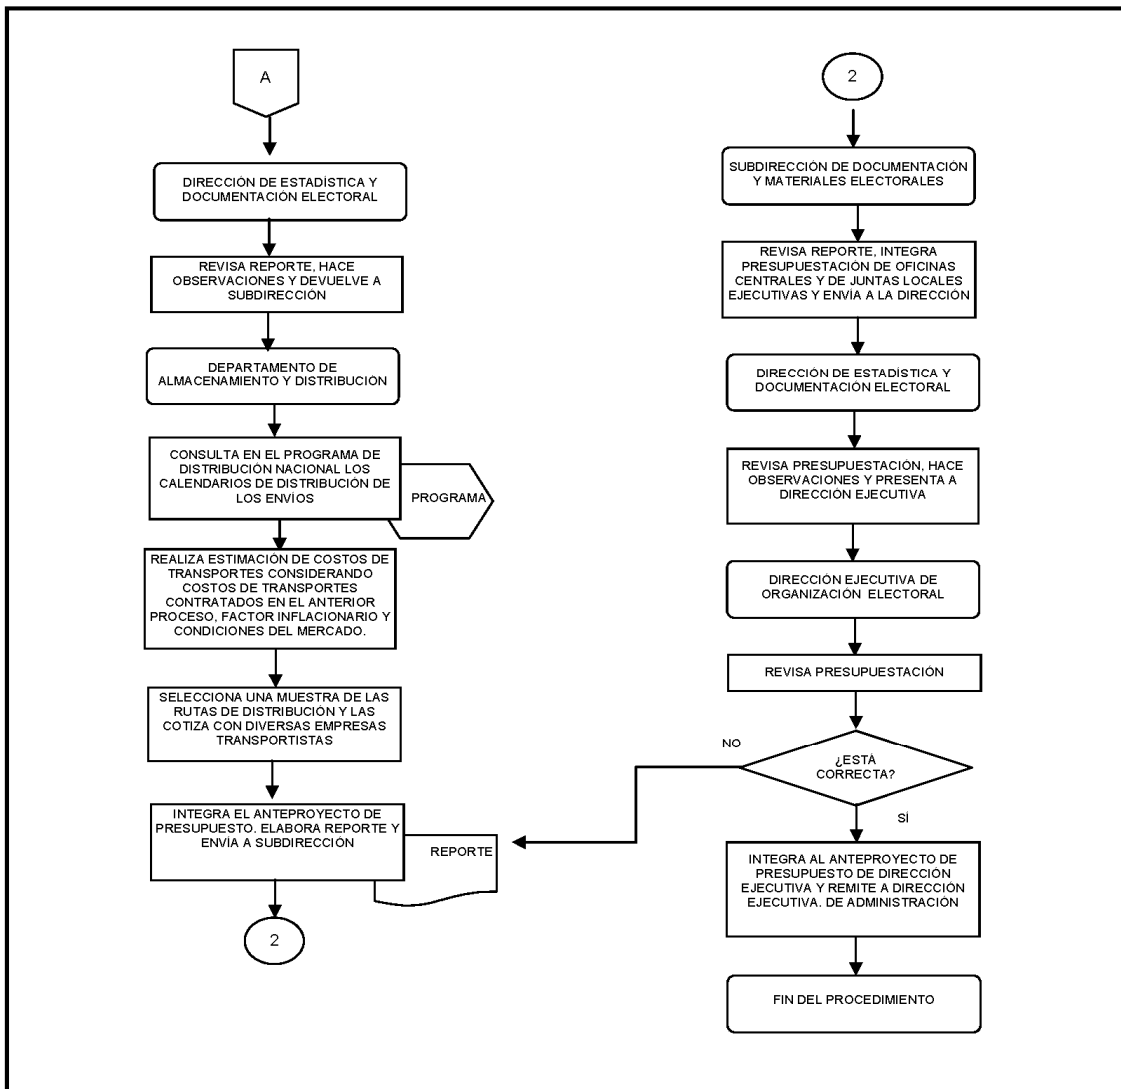 A
DIRECCIÓN DE ESTADÍSTICA Y
DOCUMENTACIÓN ELECTORAL
REVISA REPORTE, HACE
OBSERVACIONES Y DEVUELVE A
SUBDIRECCIÓN
DEPARTAMENTO DE
ALMACENAMIENTO Y DISTRIBUCIÓN
CONSULTA EN EL PROGRAMA DE
DISTRIBUCIÓN NACIONAL LOS
CALENDARIOS DE DISTRIBUCIÓN DE
LOS ENVÍOS
PROGRAMA
REALIZA ESTIMACIÓN DE COSTOS DE
TRANSPORTES CONSIDERANDO
COSTOS DE TRANSPORTES
CONTRATADOS EN EL ANTERIOR
PROCESO, FACTOR INFLACIONARIO Y
CONDICIONES DEL MERCADO.
SELECCIONA UNA MUESTRA DE LAS
RUTAS DE DISTRIBUCIÓN Y LAS
COTIZA CON DIVERSAS EMPRESAS
TRANSPORTISTAS
INTEGRA EL ANTEPROYECTO DE
PRESUPUESTO. ELABORA REPORTE Y
ENVÍA A SUBDIRECCIÓN
REPORTE
2
2
SUBDIRECCIÓN DE DOCUMENTACIÓN
Y MATERIALES ELECTORALES
REVISA REPORTE, INTEGRA
PRESUPUESTACIÓN DE OFICINAS
CENTRALES Y DE JUNTAS LOCALES
EJECUTIVAS Y ENVÍA A LA DIRECCIÓN
DIRECCIÓN DE ESTADÍSTICA Y
DOCUMENTACIÓN ELECTORAL
REVISA PRESUPUESTACIÓN, HACE
OBSERVACIONES Y PRESENTA A
DIRECCIÓN EJECUTIVA
DIRECCIÓN EJECUTIVA DE
ORGANIZACIÓN ELECTORAL
REVISA PRESUPUESTACIÓN
NO
¿ESTÁ
CORRECTA?
SÍ
INTEGRA AL ANTEPROYECTO DE
PRESUPUESTO DE DIRECCIÓN
EJECUTIVA Y REMITE A DIRECCIÓN
EJECUTIVA. DE ADMINISTRACIÓN
FIN DEL PROCEDIMIENTO